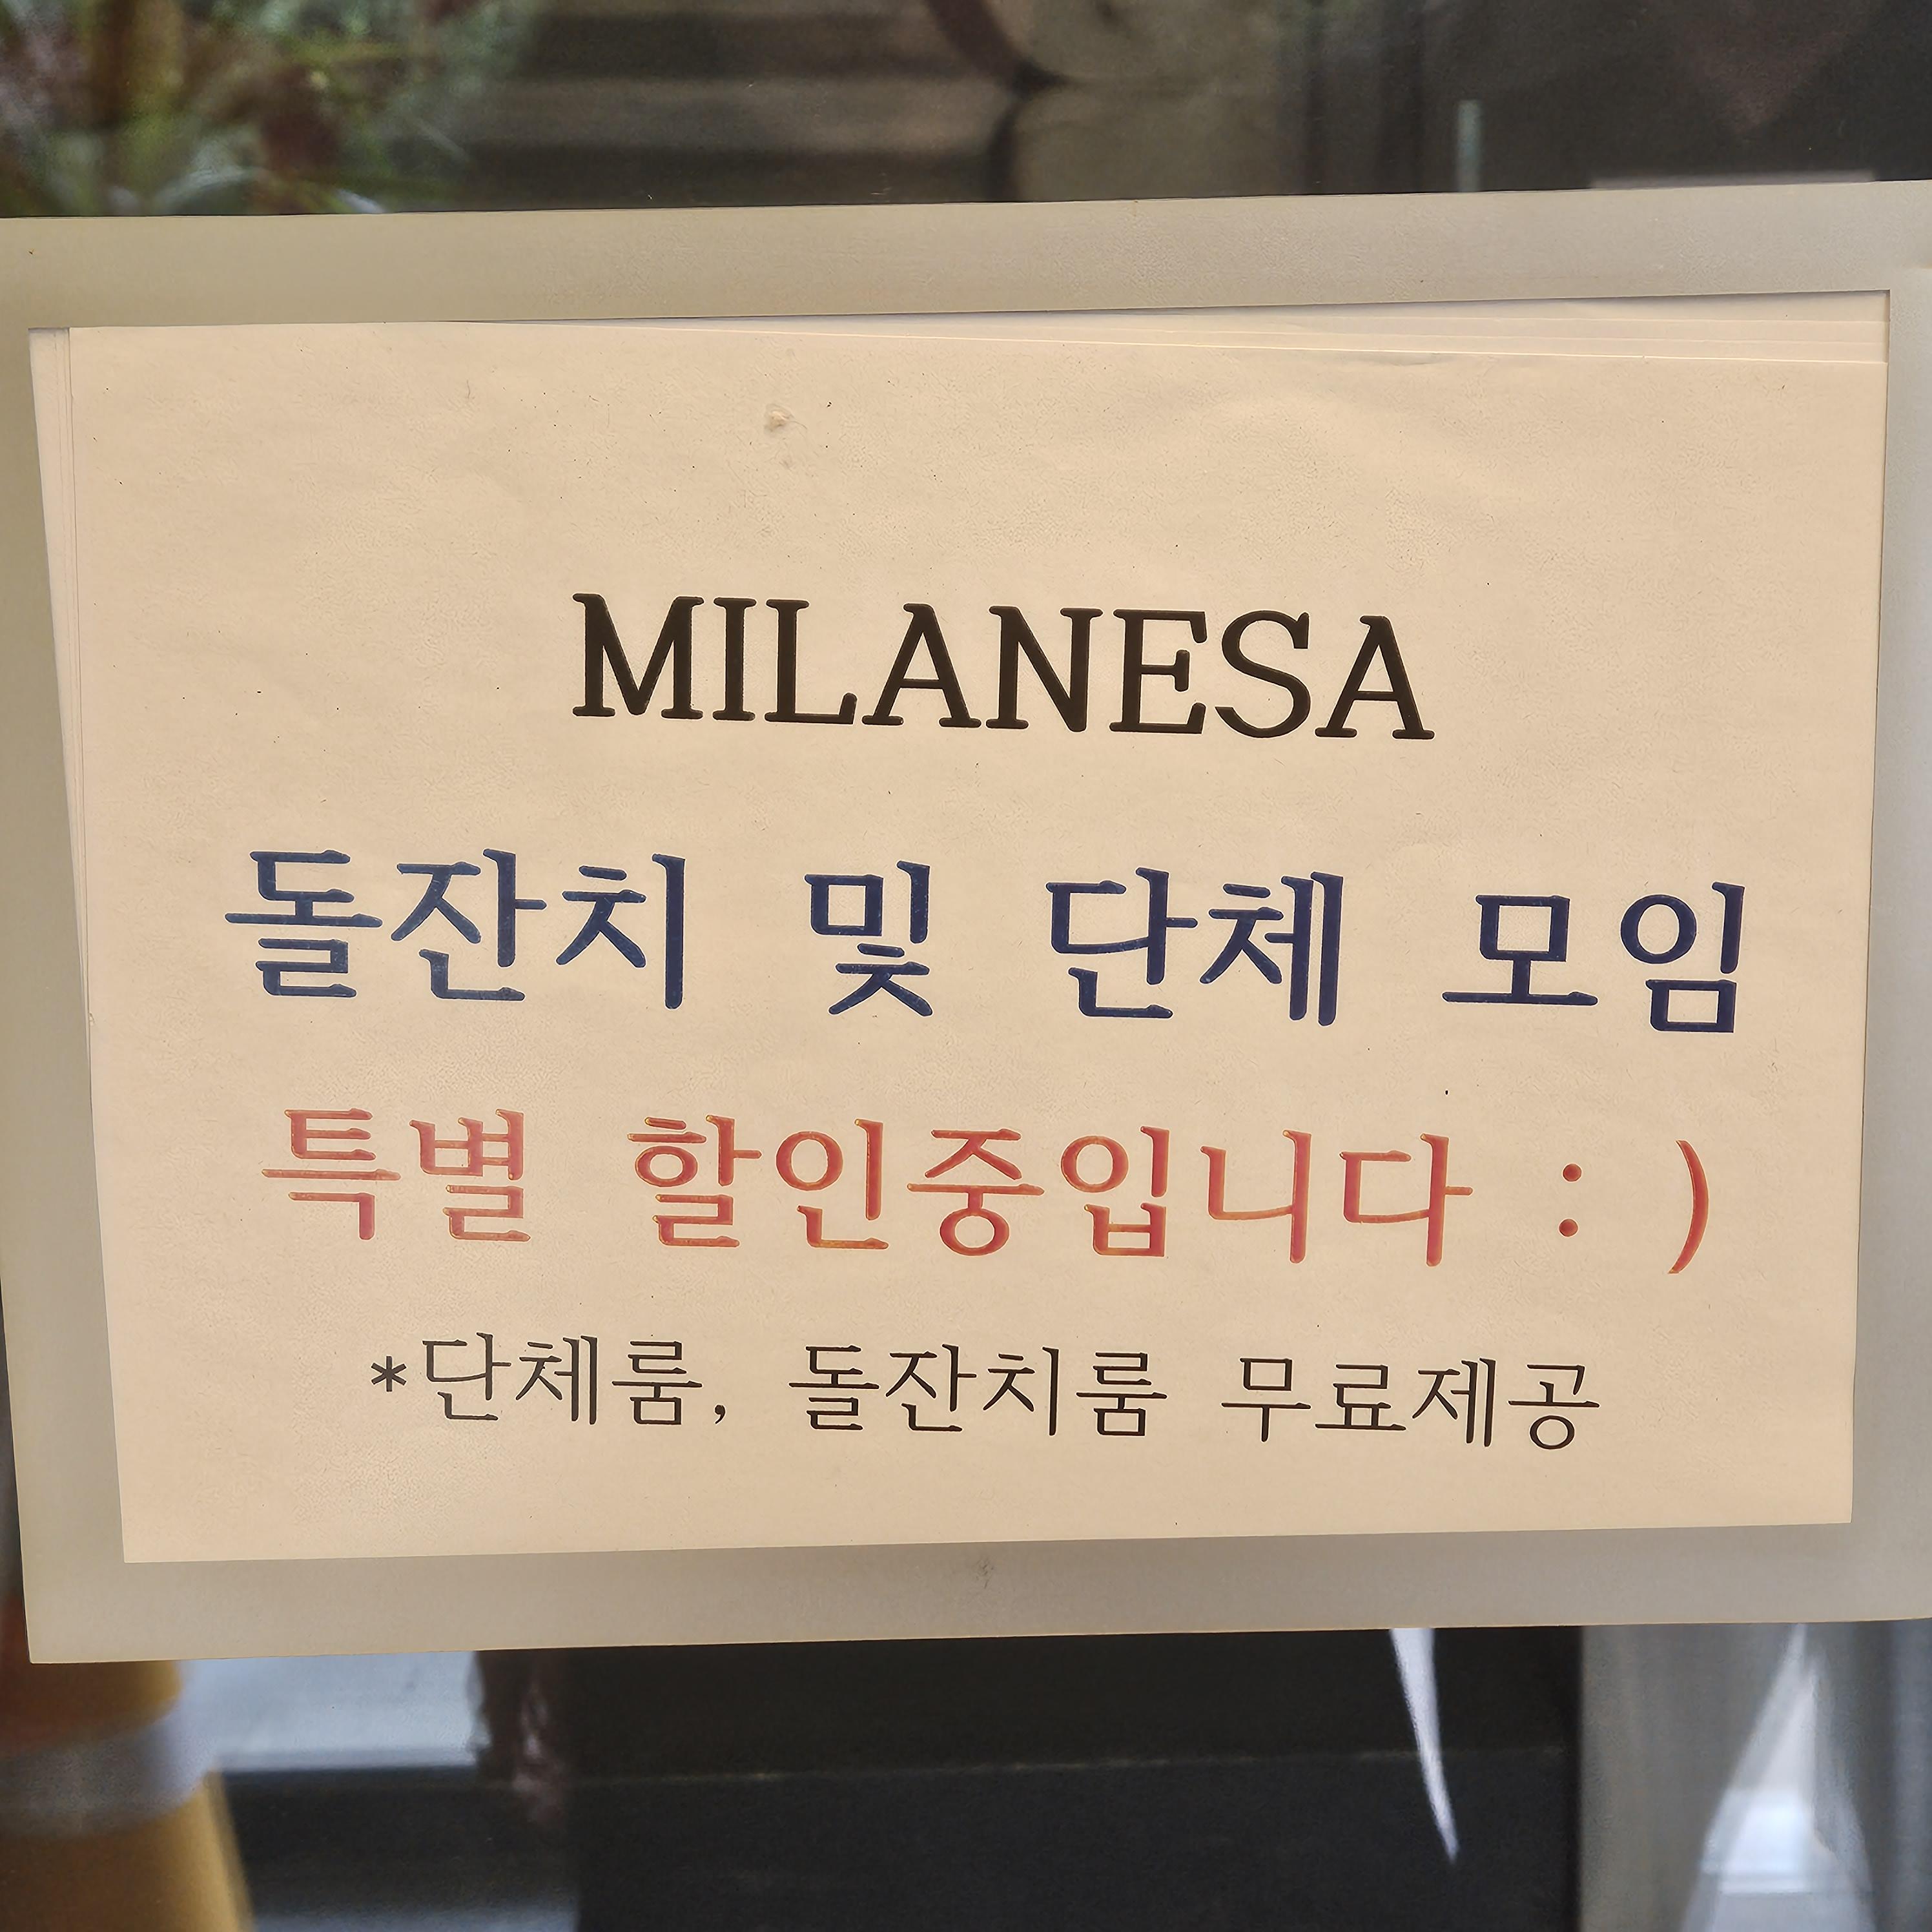 MILANESA
돌잔치 및 단체 모임
특별 할인중입니다 : )
*단체룸, 돌잔치룸 무료제공